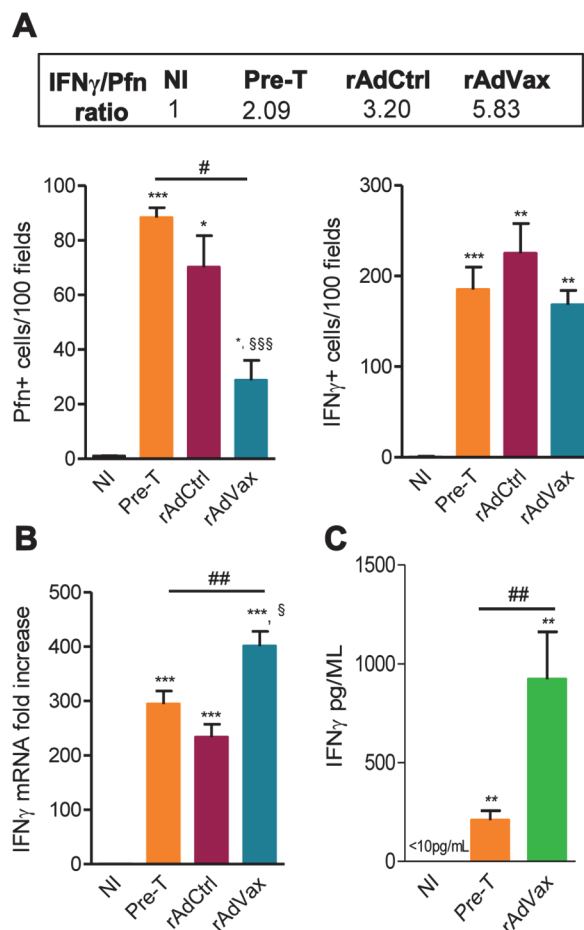 A
IFNγ/Pfn ratio NI Pre-T rAdCtrl rAdVax
1 2.09 3.20 5.83
Pfn+ cells/100 fields
100
80
60
40
20
0
#
***
*
*, §§§
NI
Pre-T
rAdCtrl
rAdVax
IFNγ+ cells/100 fields
300
200
100
0
***
**
**
NI
Pre-T
rAdCtrl
rAdVax
B
IFNγ mRNA fold increase
500
400
300
200
100
0
##
***
***
***, §
NI
Pre-T
rAdCtrl
rAdVax
C
IFNγ pg/ML
1500
1000
500
0
##
<10pg/mL
**
**
NI
Pre-T
rAdVax